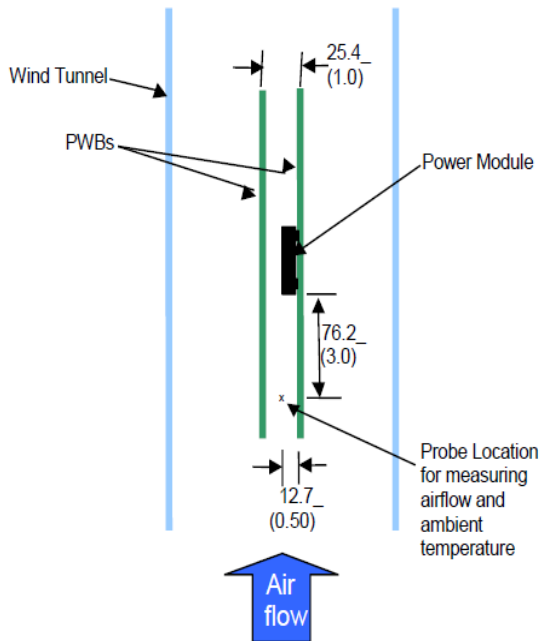 25.4_
(1.0)
Wind Tunnel
PWBs
Power Module
76.2_
(3.0)
x
Probe Location
for measuring
airflow and
ambient
temperature
12.7_
(0.50)
Air
flow